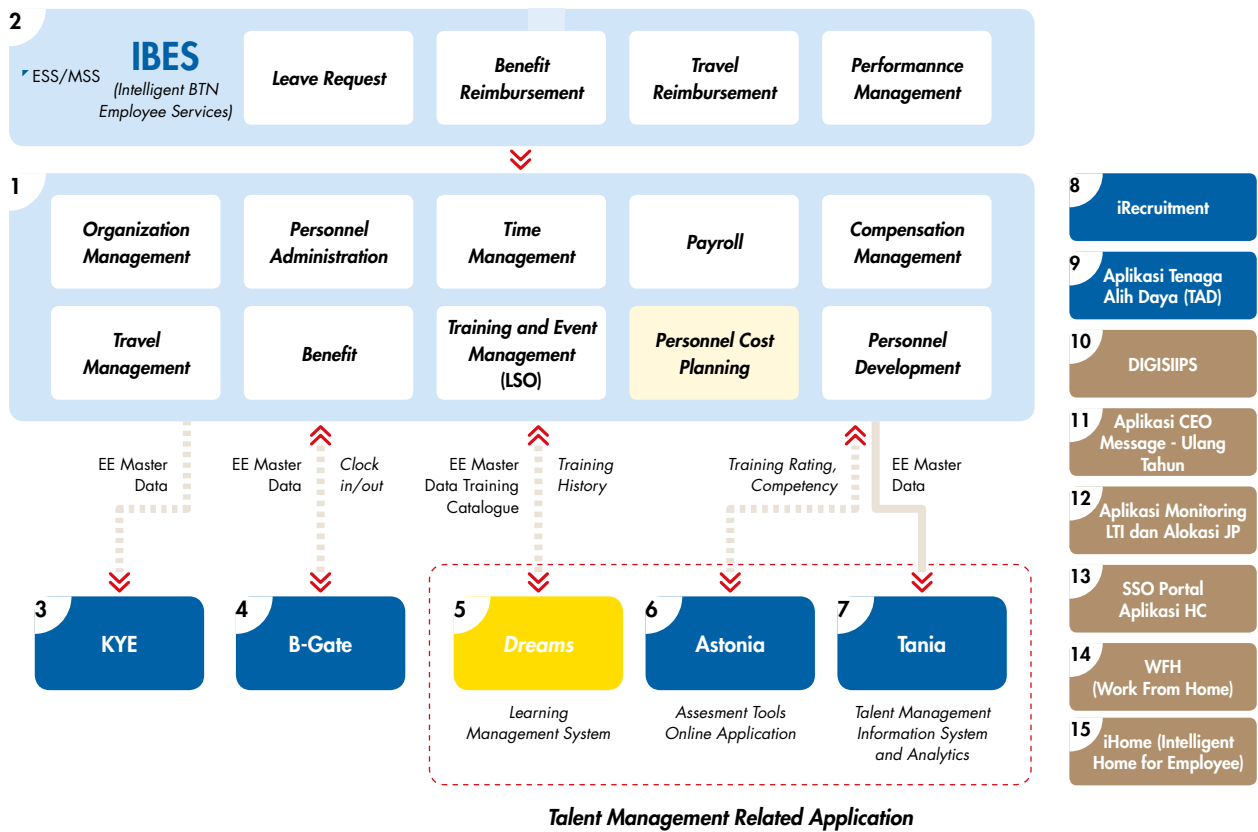 2
ESS/MSS
IBES
(Intelligent BTN
Employee Services)
Leave Request
Benefit
Reimbursement
Travel
Reimbursement
Performannce
Management
1
Organization
Management
Personnel
Administration
Time
Management
Payroll
Compensation
Management
Travel
Management
Benefit
Training and Event
Management
(LSO)
Personnel Cost
Planning
Personnel
Development
EE Master
Data
EE Master
Data
Clock
in/out
EE Master
Data Training
Catalogue
Training
History
Training Rating,
Competency
EE Master
Data
3
KYE
4
B-Gate
5
Dreams
6
Astonia
7
Tania
Learning
Management System
Assesment Tools
Online Application
Talent Management
Information System
and Analytics
Talent Management Related Application
8
iRecruitment
9
Aplikasi Tenaga
Alih Daya (TAD)
10
DIGISIIPS
11
Aplikasi CEO
Message - Ulang
Tahun
12
Aplikasi Monitoring
LTI dan Alokasi JP
13
SSO Portal
Aplikasi HC
14
WFH
(Work From Home)
15
iHome (Intelligent
Home for Employee)